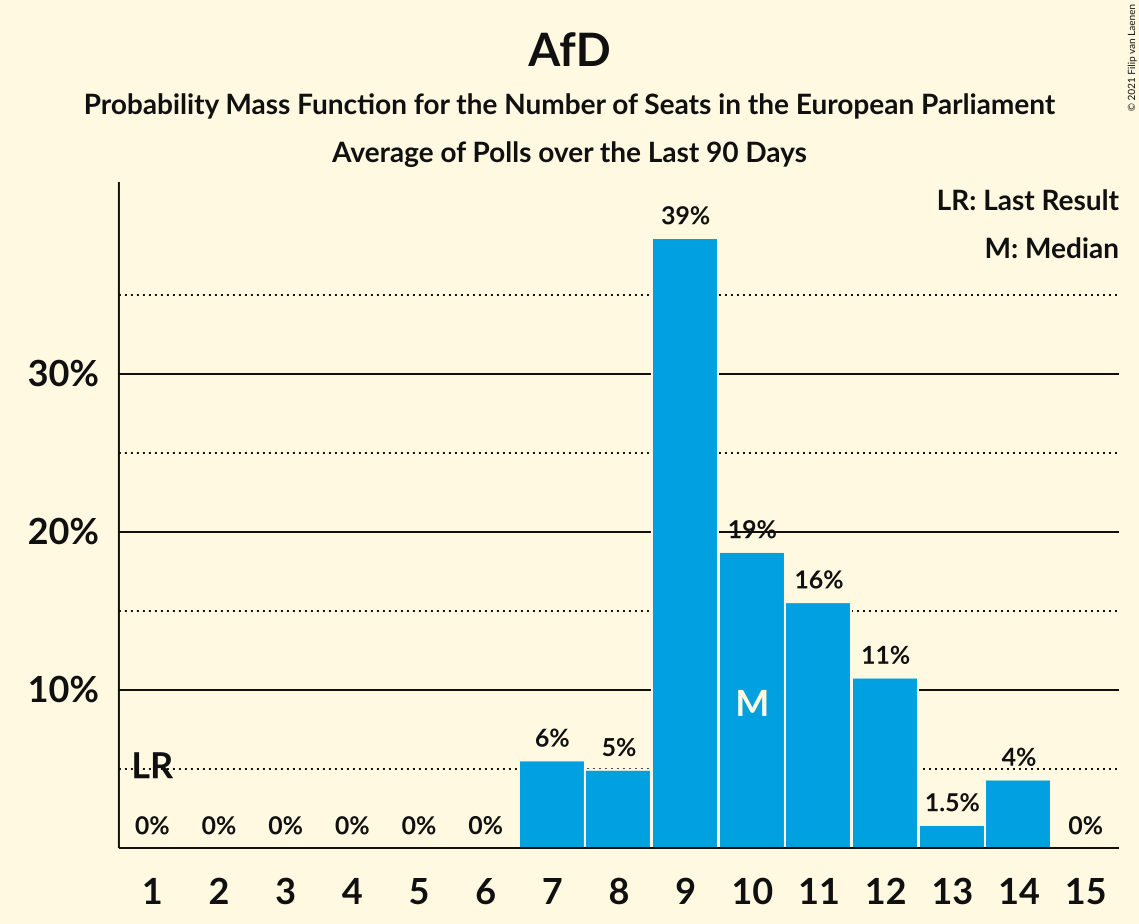 AfD
Probability Mass Function for the Number of Seats in the European Parliament
Average of Polls over the Last 90 Days
© 2021 Filip van Laenen
LR: Last Result
M: Median
39%
30%
20%
19%
16%
11%
10%
M
6%
5%
LR
4%
1.5%
0% 0% 0% 0% 0% 0% 0%
1 2 3 4 5 6 7 8 9 10 11 12 13 14 15